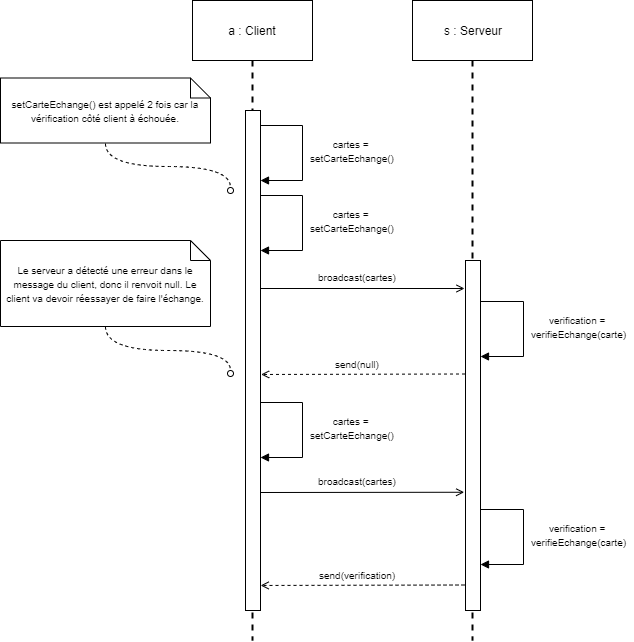 a : Client
s : Serveur
setCarteEchange() est appelé 2 fois car la
vérification côté client à échouée.
cartes =
setCarteEchange()
cartes =
setCarteEchange()
Le serveur a détecté une erreur dans le
message du client, donc il renvoit null. Le
client va devoir réessayer de faire l'échange.
broadcast(cartes)
verification =
verifieEchange(carte)
send(null)
cartes =
setCarteEchange()
broadcast(cartes)
verification =
verifieEchange(carte)
send(verification)